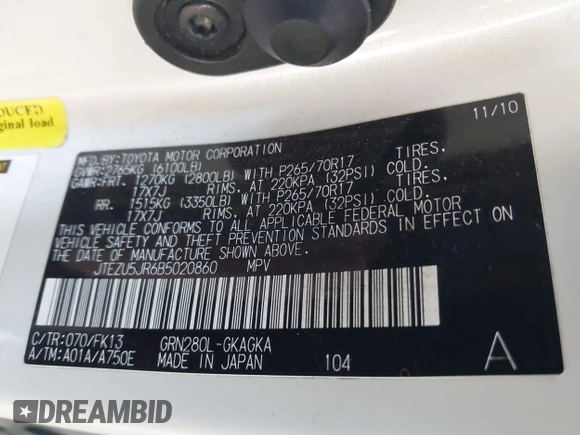 DUCED
ginal load
11/10
MFD.BY:TOYOTA MOTOR CORPORATION
GVWR:2765KG (6100LB)
GAWR:FRT. 1270KG (2800LB) WITH P265/70R17 TIRES.
17X7J RIMS. AT 220KPA (32PSI) COLD.
RR. 1515KG (3350LB) WITH P265/70R17 TIRES.
17X7J RIMS. AT 220KPA (32PSI) COLD.
THIS VEHICLE CONFORMS TO ALL APPLICABLE FEDERAL MOTOR
VEHICLE SAFETY AND THEFT PREVENTION STANDARDS IN EFFECT ON
THE DATE OF MANUFACTURE SHOWN ABOVE.
JTEZU5JR6B5020860 MPV
C/TR:070/FK13 GRN280L-GKAGKA
A/TM:A01A/A750E MADE IN JAPAN 104 A
DREAMBID